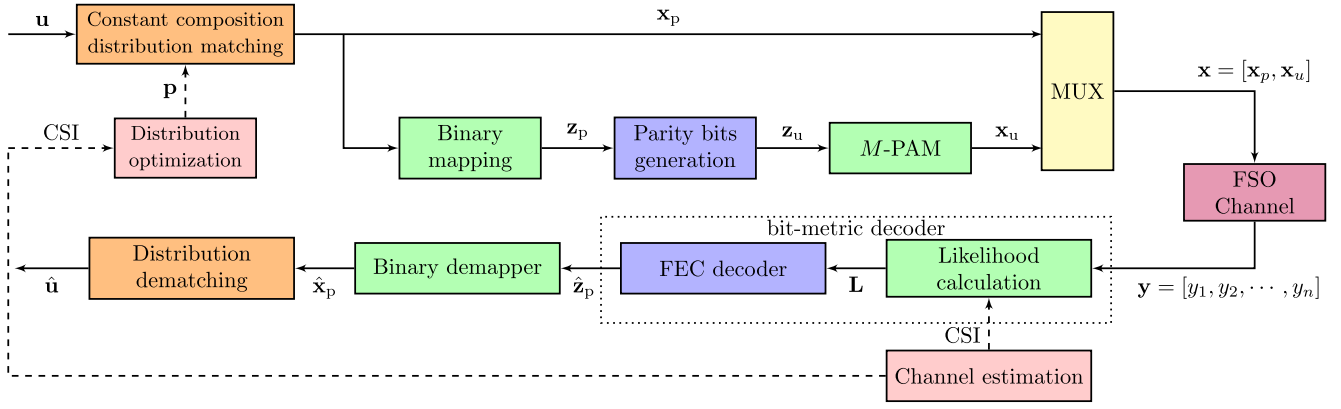 u
Constant composition
distribution matching
x_p
MUX
x = [x_p, x_u]
p
CSI
Distribution
optimization
Binary
mapping
z_p
Parity bits
generation
z_u
M-PAM
x_u
FSO
Channel
bit-metric decoder
û
Distribution
dematching
x̂_p
Binary demapper
ẑ_p
FEC decoder
L
Likelihood
calculation
y = [y_1, y_2, ⋯, y_n]
CSI
Channel estimation